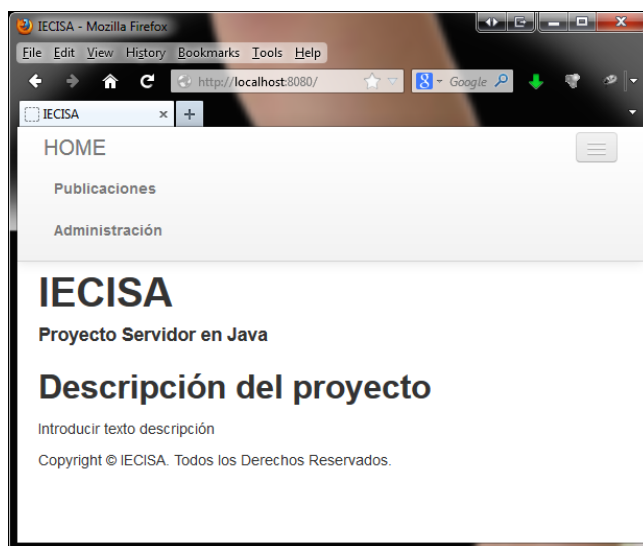 IECISA - Mozilla Firefox
File Edit View History Bookmarks Tools Help
http://localhost:8080/ Google
IECISA
HOME
Publicaciones
Administración
IECISA
Proyecto Servidor en Java
Descripción del proyecto
Introducir texto descripción
Copyright © IECISA. Todos los Derechos Reservados.